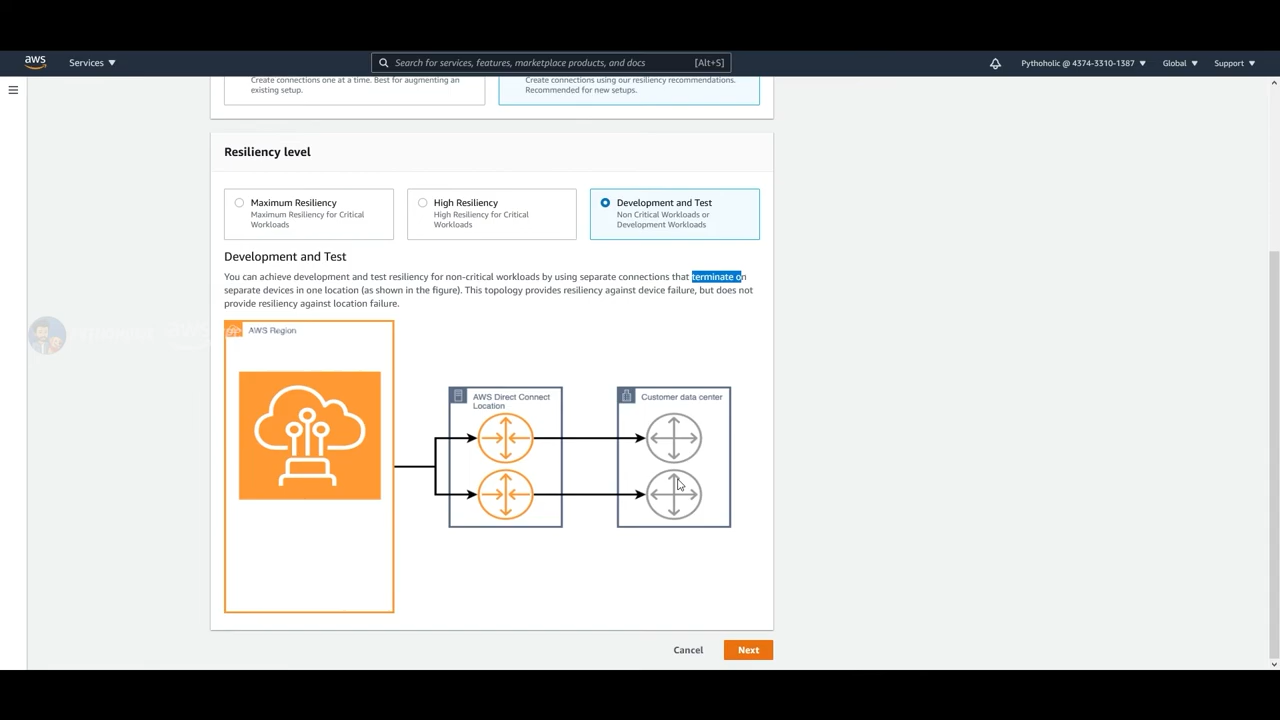 aws
Services
Search for services, features, marketplace products, and docs
[Alt+S]
Pythoholic @ 4374-3310-1387
Global
Support
Create connections one at a time. Best for augmenting an
existing setup.
Create connections using our resiliency recommendations.
Recommended for new setups.
Resiliency level
Maximum Resiliency
Maximum Resiliency for Critical
Workloads
High Resiliency
High Resiliency for Critical
Workloads
Development and Test
Non Critical Workloads or
Development Workloads
Development and Test
You can achieve development and test resiliency for non-critical workloads by using separate connections that terminate on
separate devices in one location (as shown in the figure). This topology provides resiliency against device failure, but does not
provide resiliency against location failure.
AWS Region
AWS Direct Connect
Location
Customer data center
Cancel
Next